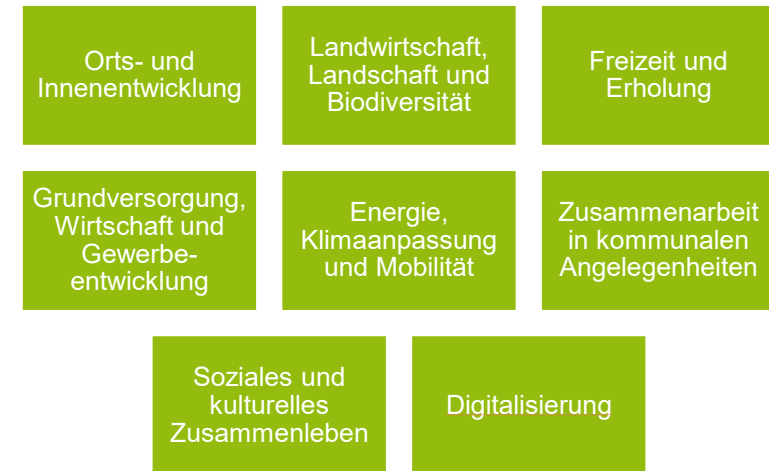 Orts- und
Innenentwicklung
Landwirtschaft,
Landschaft und
Biodiversität
Freizeit und
Erholung
Grundversorgung,
Wirtschaft und
Gewerbe-
entwicklung
Energie,
Klimaanpassung
und Mobilität
Zusammenarbeit
in kommunalen
Angelegenheiten
Soziales und
kulturelles
Zusammenleben
Digitalisierung